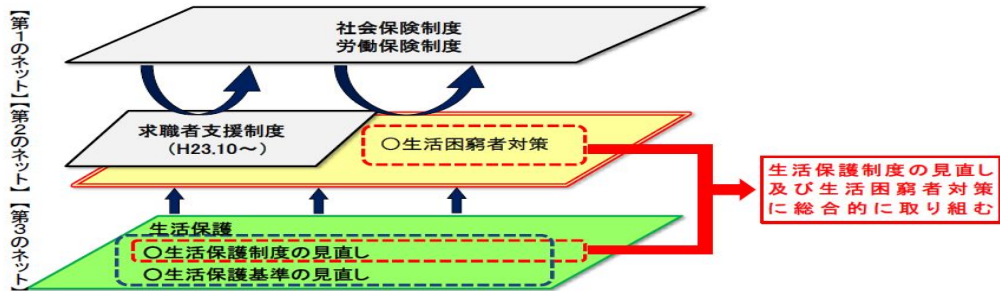 【第1のネット】
社会保険制度
労働保険制度
【第2のネット】
求職者支援制度
(H23.10～)
〇生活困窮者対策
【第3のネット】
生活保護
〇生活保護制度の見直し
〇生活保護基準の見直し
生活保護制度の見直し
及び生活困窮者対策
に総合的に取り組む